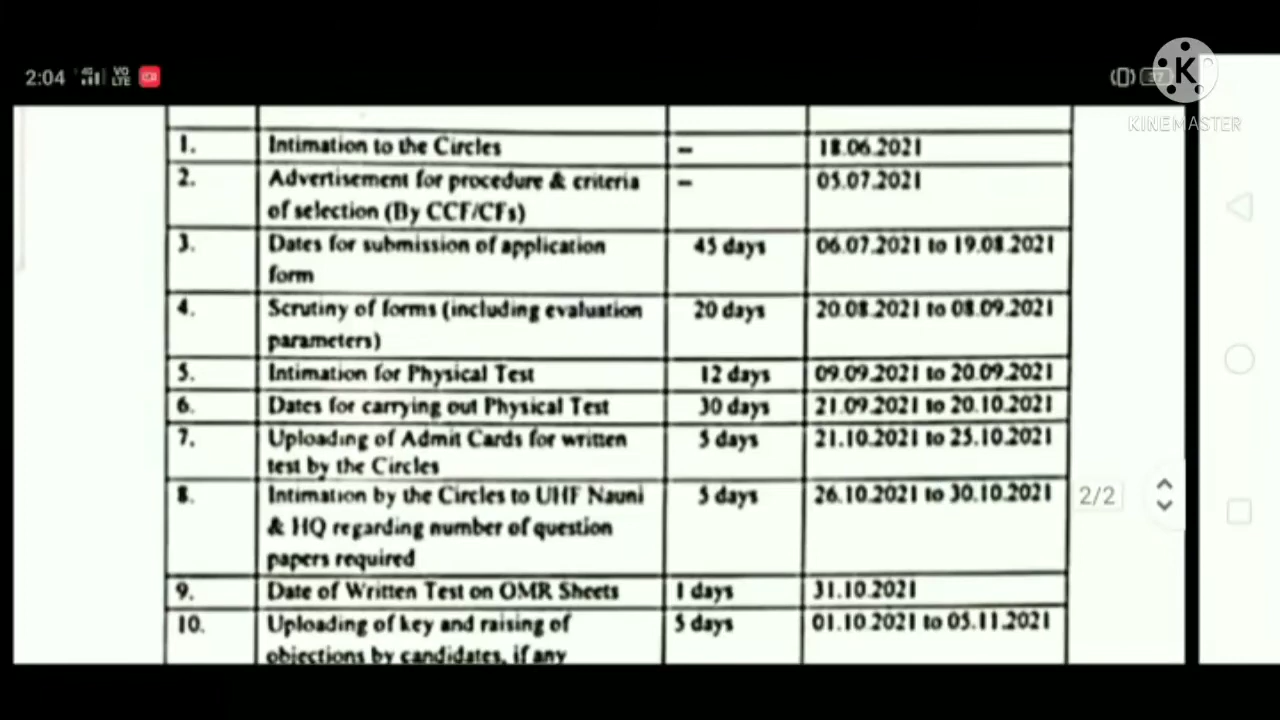 2:04 4G VO LTE 37
K
KINEMASTER
1. Intimation to the Circles – 18.06.2021
2. Advertisement for procedure & criteria – 05.07.2021
of selection (By CCF/CFs)
3. Dates for submission of application 45 days 06.07.2021 to 19.08.2021
form
4. Scrutiny of forms (including evaluation 20 days 20.08.2021 to 08.09.2021
parameters)
5. Intimation for Physical Test 12 days 09.09.2021 to 20.09.2021
6. Dates for carrying out Physical Test 30 days 21.09.2021 to 20.10.2021
7. Uploading of Admit Cards for written 5 days 21.10.2021 to 25.10.2021
test by the Circles
8. Intimation by the Circles to UHF Nauni 5 days 26.10.2021 to 30.10.2021
& HQ regarding number of question
papers required
2/2
9. Date of Written Test on OMR Sheets 1 days 31.10.2021
10. Uploading of key and raising of 5 days 01.10.2021 to 05.11.2021
objections by candidates, if any